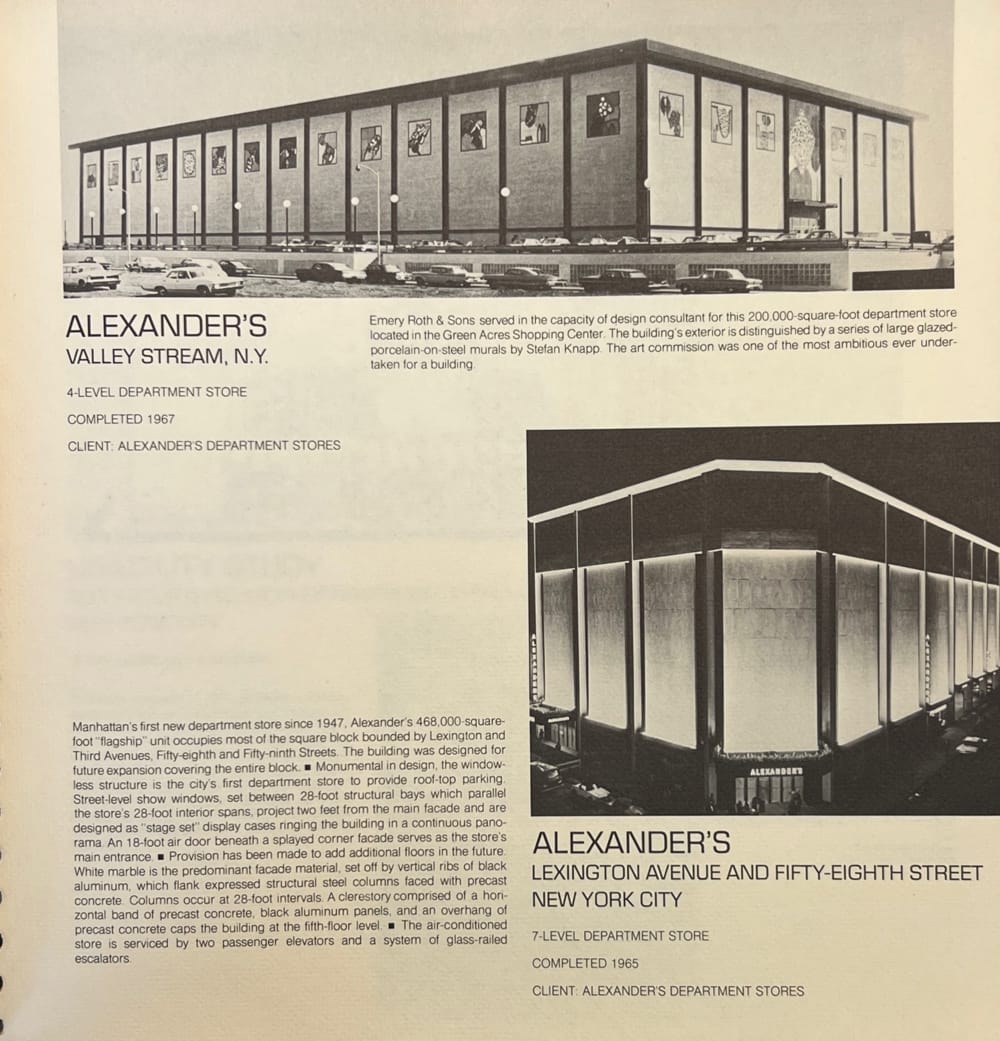 ALEXANDER'S
VALLEY STREAM, N.Y.
4-LEVEL DEPARTMENT STORE
COMPLETED 1967
CLIENT: ALEXANDER'S DEPARTMENT STORES
Emery Roth & Sons served in the capacity of design consultant for this 200,000-square-foot department store
located in the Green Acres Shopping Center. The building's exterior is distinguished by a series of large glazed-
porcelain-on-steel murals by Stefan Knapp. The art commission was one of the most ambitious ever under-
taken for a building.
ALEXANDER'S
ALEXANDER'S
LEXINGTON AVENUE AND FIFTY-EIGHTH STREET
NEW YORK CITY
7-LEVEL DEPARTMENT STORE
COMPLETED 1965
CLIENT: ALEXANDER'S DEPARTMENT STORES
Manhattan's first new department store since 1947, Alexander's 468,000-square-
foot "flagship" unit occupies most of the square block bounded by Lexington and
Third Avenues, Fifty-eighth and Fifty-ninth Streets. The building was designed for
future expansion covering the entire block. ■ Monumental in design, the window-
less structure is the city's first department store to provide roof-top parking.
Street-level show windows, set between 28-foot structural bays which parallel
the store's 28-foot interior spans, project two feet from the main facade and are
designed as "stage set" display cases ringing the building in a continuous pano-
rama. An 18-foot air door beneath a splayed corner facade serves as the store's
main entrance. ■ Provision has been made to add additional floors in the future.
White marble is the predominant facade material, set off by vertical ribs of black
aluminum, which flank expressed structural steel columns faced with precast
concrete. Columns occur at 28-foot intervals. A clerestory comprised of a hori-
zontal band of precast concrete, black aluminum panels, and an overhang of
precast concrete caps the building at the fifth-floor level. ■ The air-conditioned
store is serviced by two passenger elevators and a system of glass-railed
escalators.